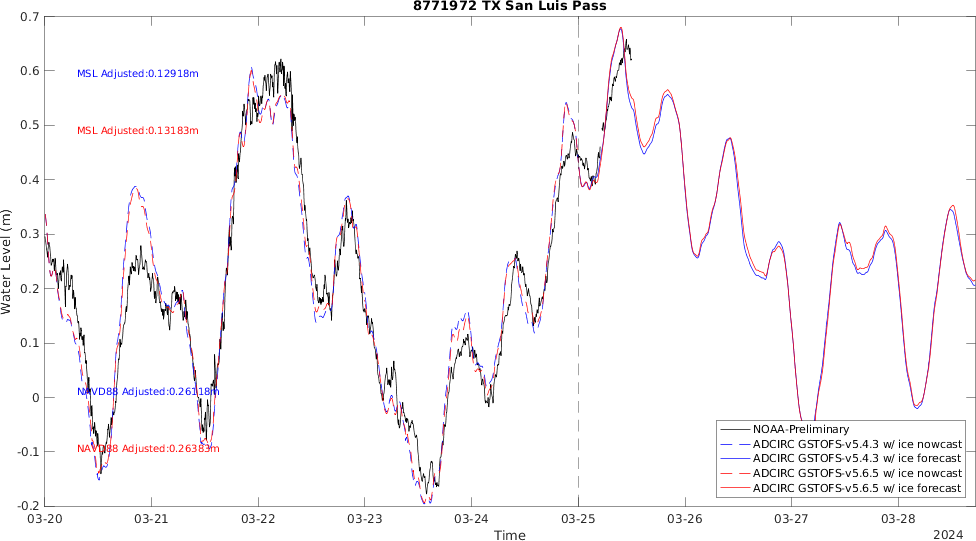 8771972 TX San Luis Pass
0.7
0.6
0.5
0.4
0.3
0.2
0.1
0
-0.1
-0.2
Water Level (m)
MSL Adjusted:0.12918m
MSL Adjusted:0.13183m
NAVD88 Adjusted:0.26118m
NAVD88 Adjusted:0.26383m
NOAA-Preliminary
ADCIRC GSTOFS-v5.4.3 w/ ice nowcast
ADCIRC GSTOFS-v5.4.3 w/ ice forecast
ADCIRC GSTOFS-v5.6.5 w/ ice nowcast
ADCIRC GSTOFS-v5.6.5 w/ ice forecast
03-20 03-21 03-22 03-23 03-24 03-25 03-26 03-27 03-28
Time
2024